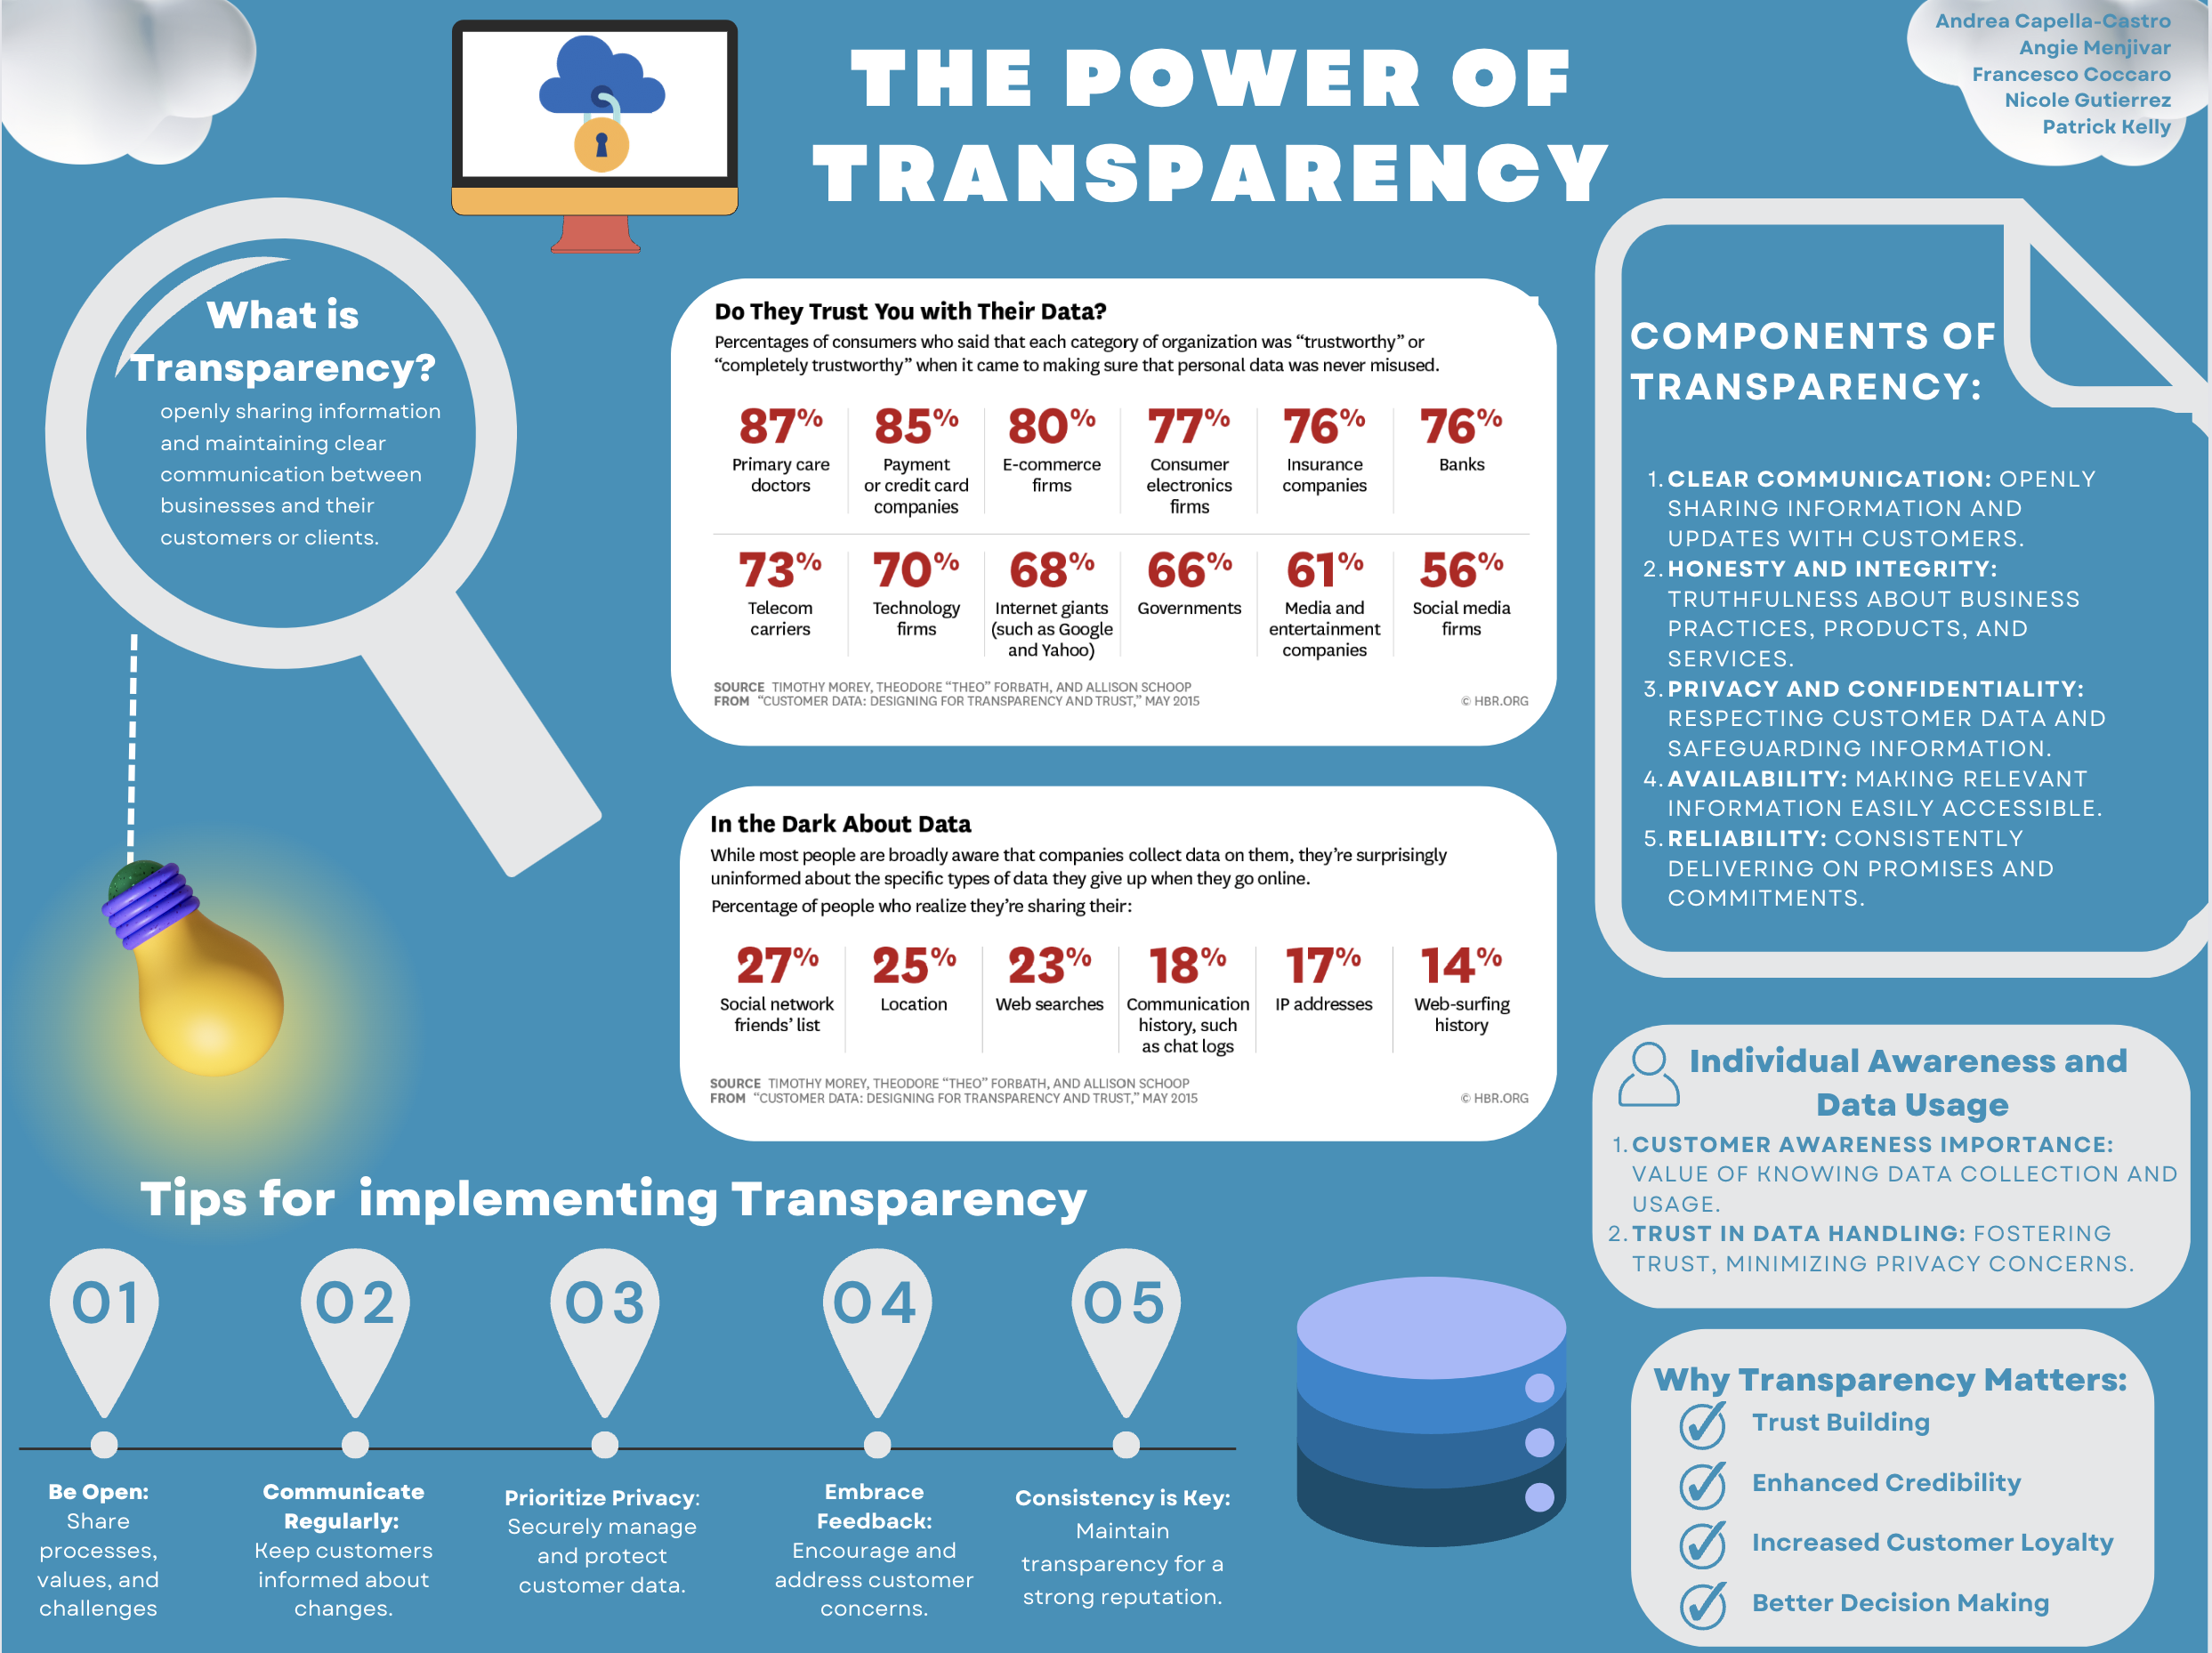 Andrea Capella-Castro
Angie Menjivar
Francesco Coccaro
Nicole Gutierrez
Patrick Kelly
THE POWER OF
TRANSPARENCY
What is
Transparency?
openly sharing information
and maintaining clear
communication between
businesses and their
customers or clients.
Do They Trust You with Their Data?
Percentages of consumers who said that each category of organization was “trustworthy” or
“completely trustworthy” when it came to making sure that personal data was never misused.
87%
Primary care
doctors
85%
Payment
or credit card
companies
80%
E-commerce
firms
77%
Consumer
electronics
firms
76%
Insurance
companies
76%
Banks
73%
Telecom
carriers
70%
Technology
firms
68%
Internet giants
(such as Google
and Yahoo)
66%
Governments
61%
Media and
entertainment
companies
56%
Social media
firms
SOURCE TIMOTHY MOREY, THEODORE “THEO” FORBATH, AND ALLISON SCHOOP
FROM “CUSTOMER DATA: DESIGNING FOR TRANSPARENCY AND TRUST,” MAY 2015
© HBR.ORG
In the Dark About Data
While most people are broadly aware that companies collect data on them, they’re surprisingly
uninformed about the specific types of data they give up when they go online.
Percentage of people who realize they’re sharing their:
27%
Social network
friends’ list
25%
Location
23%
Web searches
18%
Communication
history, such
as chat logs
17%
IP addresses
14%
Web-surfing
history
SOURCE TIMOTHY MOREY, THEODORE “THEO” FORBATH, AND ALLISON SCHOOP
FROM “CUSTOMER DATA: DESIGNING FOR TRANSPARENCY AND TRUST,” MAY 2015
© HBR.ORG
COMPONENTS OF
TRANSPARENCY:
1. CLEAR COMMUNICATION: OPENLY
SHARING INFORMATION AND
UPDATES WITH CUSTOMERS.
2. HONESTY AND INTEGRITY:
TRUTHFULNESS ABOUT BUSINESS
PRACTICES, PRODUCTS, AND
SERVICES.
3. PRIVACY AND CONFIDENTIALITY:
RESPECTING CUSTOMER DATA AND
SAFEGUARDING INFORMATION.
4. AVAILABILITY: MAKING RELEVANT
INFORMATION EASILY ACCESSIBLE.
5. RELIABILITY: CONSISTENTLY
DELIVERING ON PROMISES AND
COMMITMENTS.
Individual Awareness and
Data Usage
1. CUSTOMER AWARENESS IMPORTANCE:
VALUE OF KNOWING DATA COLLECTION AND
USAGE.
2. TRUST IN DATA HANDLING: FOSTERING
TRUST, MINIMIZING PRIVACY CONCERNS.
Why Transparency Matters:
Trust Building
Enhanced Credibility
Increased Customer Loyalty
Better Decision Making
Tips for implementing Transparency
01
Be Open:
Share
processes,
values, and
challenges
02
Communicate
Regularly:
Keep customers
informed about
changes.
03
Prioritize Privacy:
Securely manage
and protect
customer data.
04
Embrace
Feedback:
Encourage and
address customer
concerns.
05
Consistency is Key:
Maintain
transparency for a
strong reputation.